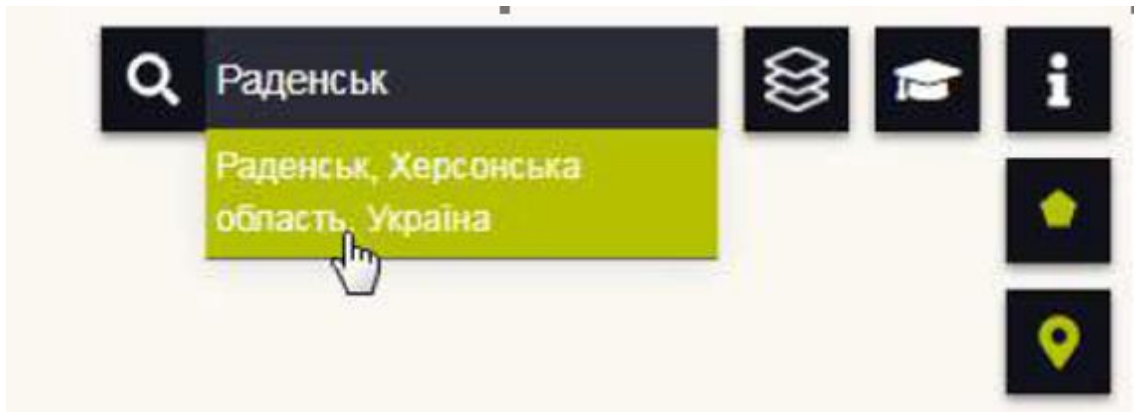 Раденськ
Раденськ, Херсонська
область, Україна